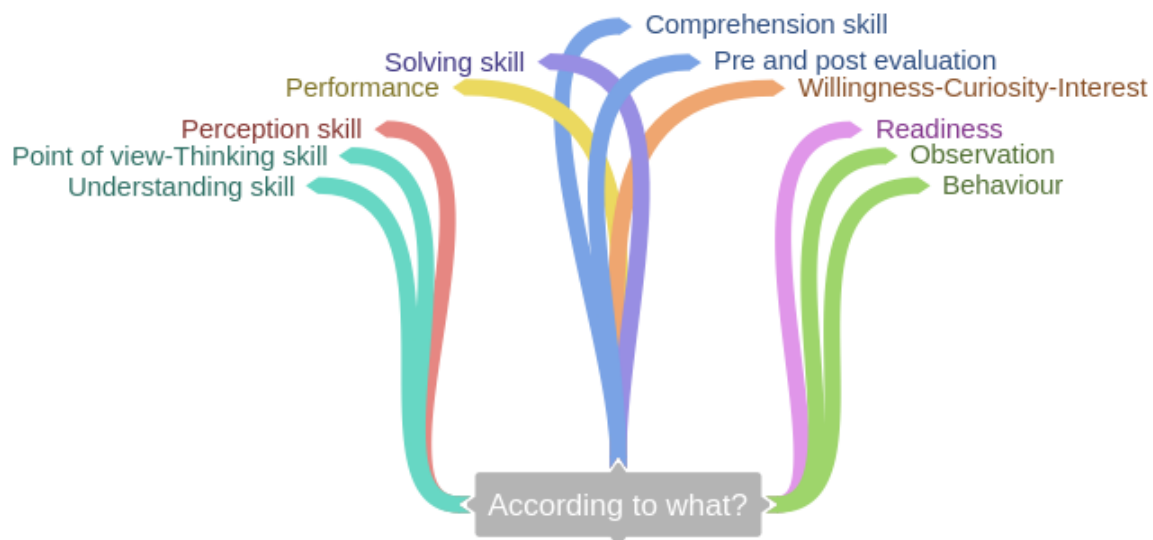 Comprehension skill
Solving skill
Pre and post evaluation
Performance
Willingness-Curiosity-Interest
Perception skill
Readiness
Point of view-Thinking skill
Observation
Understanding skill
Behaviour
According to what?